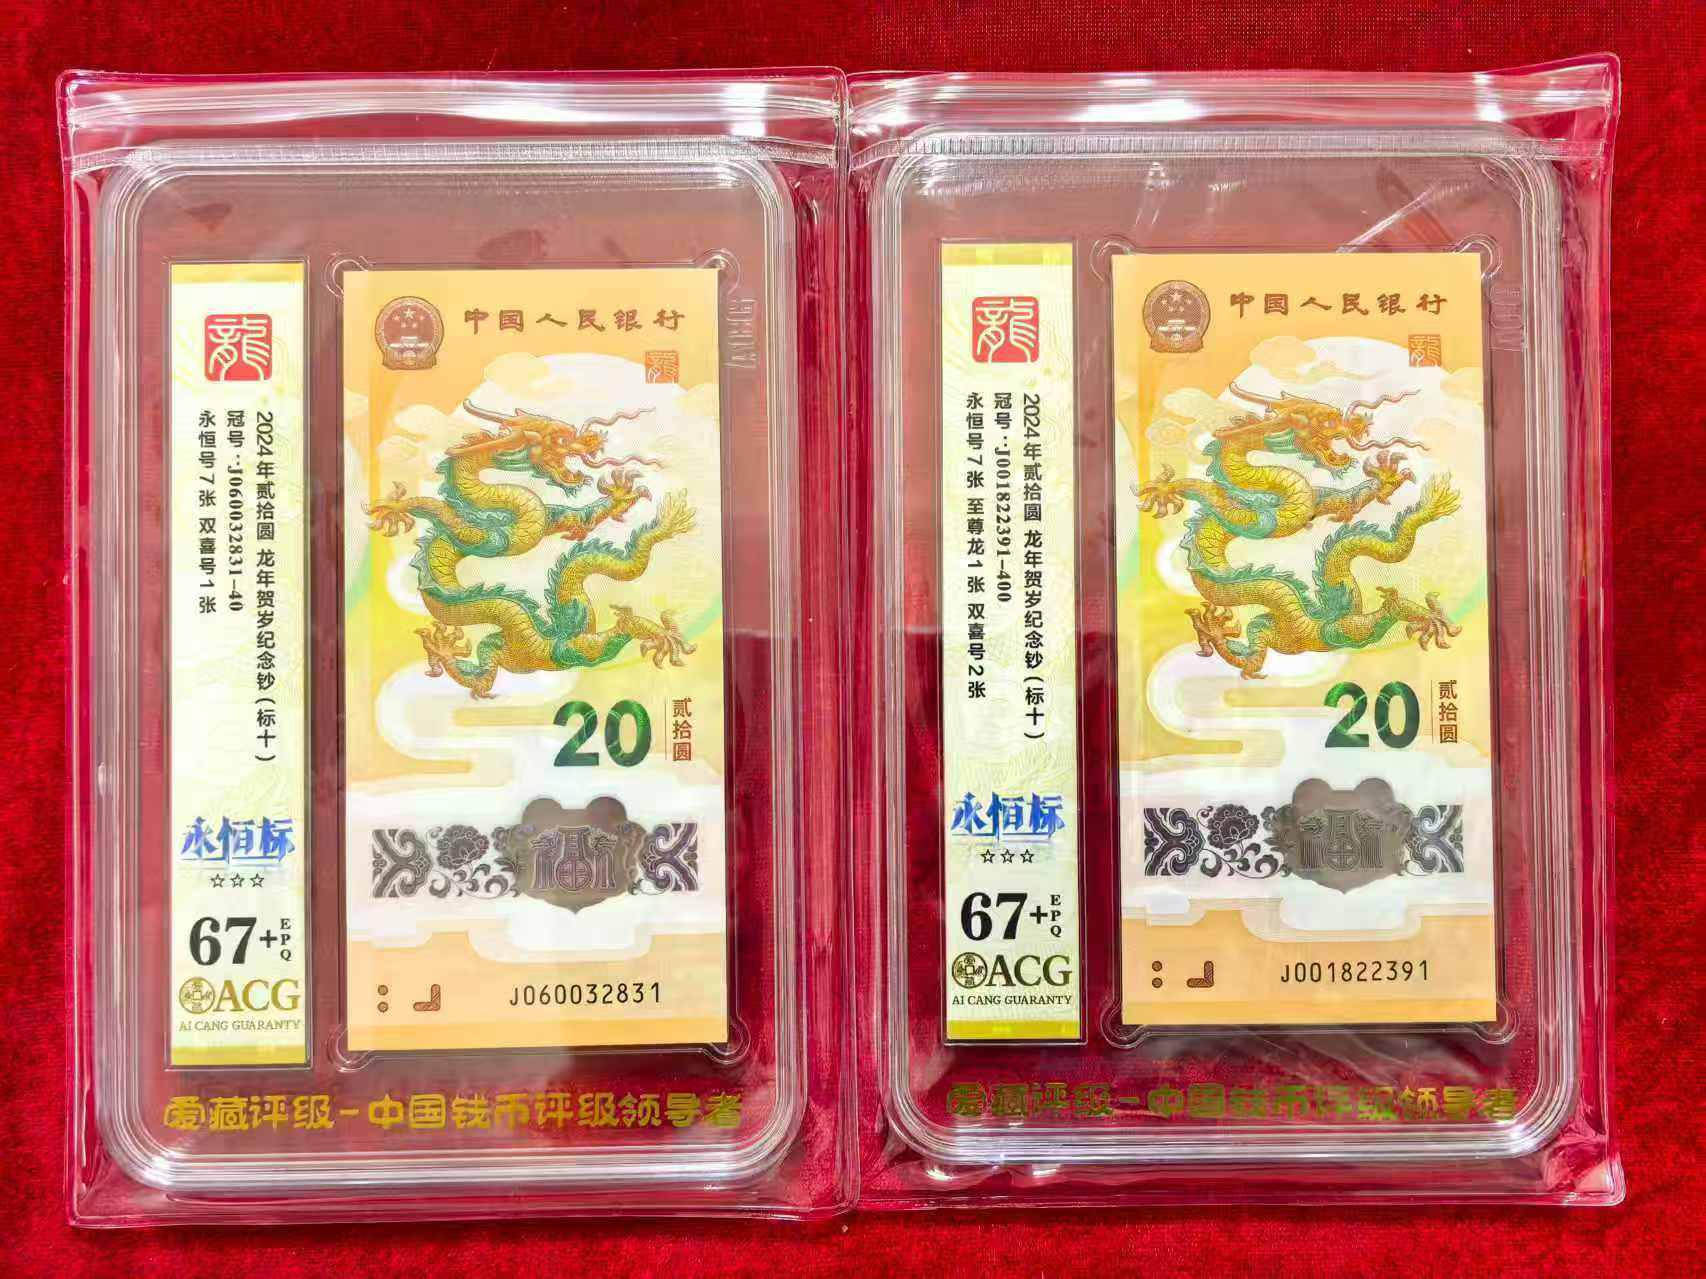 龍
2024年贰拾圆 龙年贺岁纪念钞(标十)
冠号:J060032831-40
永恒号7张 双喜号1张
永恒标
☆☆☆
67+
EPQ
ACG
AI CANG GUARANTY
中国人民银行
龍
20
贰拾圆
福
J060032831
爱藏评级-中国钱币评级领导者
龍
2024年贰拾圆 龙年贺岁纪念钞(标十)
冠号:J001822391-400
永恒号7张 至尊龙1张 双喜号2张
永恒标
☆☆☆
67+
EPQ
ACG
AI CANG GUARANTY
中国人民银行
龍
20
贰拾圆
福
J001822391
爱藏评级-中国钱币评级领导者